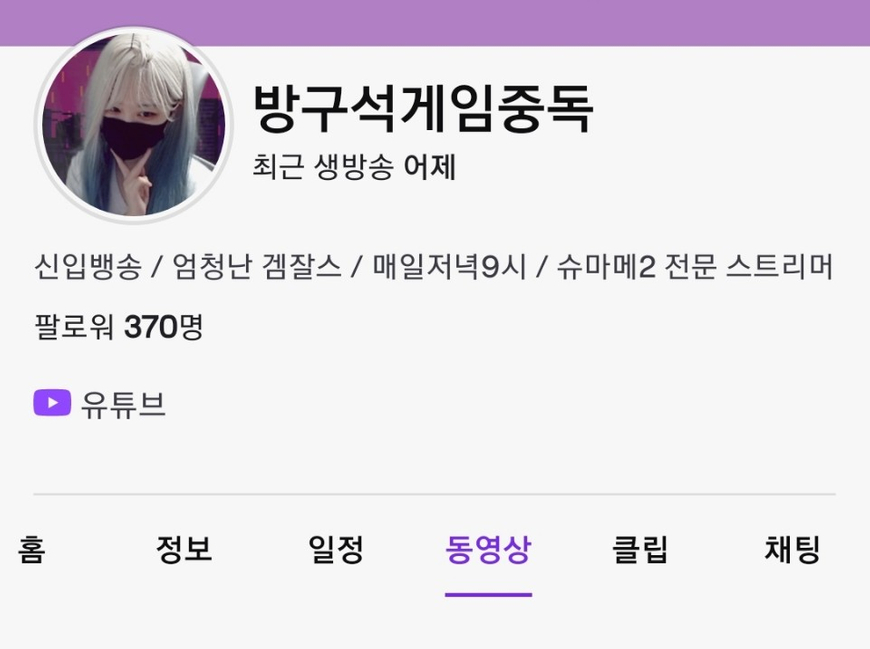 방구석게임중독
최근 생방송 어제
신입뱅송 / 엄청난 겜잘스 / 매일저녁9시 / 슈마메2 전문 스트리머
팔로워 370명
유튜브
홈 정보 일정 동영상 클립 채팅